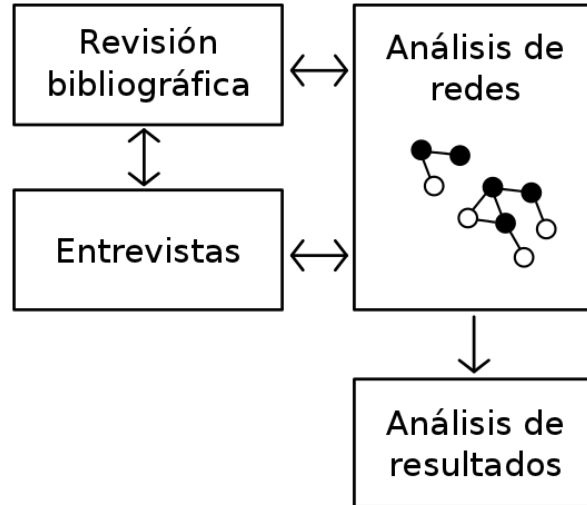 Revisión
bibliográfica
Análisis de
redes
Entrevistas
Análisis de
resultados